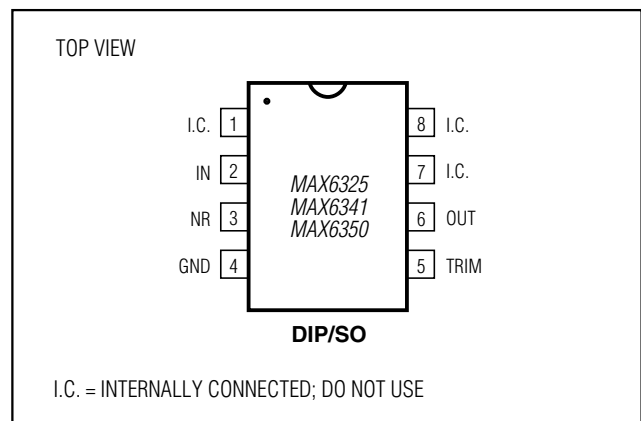 TOP VIEW
I.C. 1
IN 2
NR 3
GND 4
MAX6325
MAX6341
MAX6350
8 I.C.
7 I.C.
6 OUT
5 TRIM
DIP/SO
I.C. = INTERNALLY CONNECTED; DO NOT USE